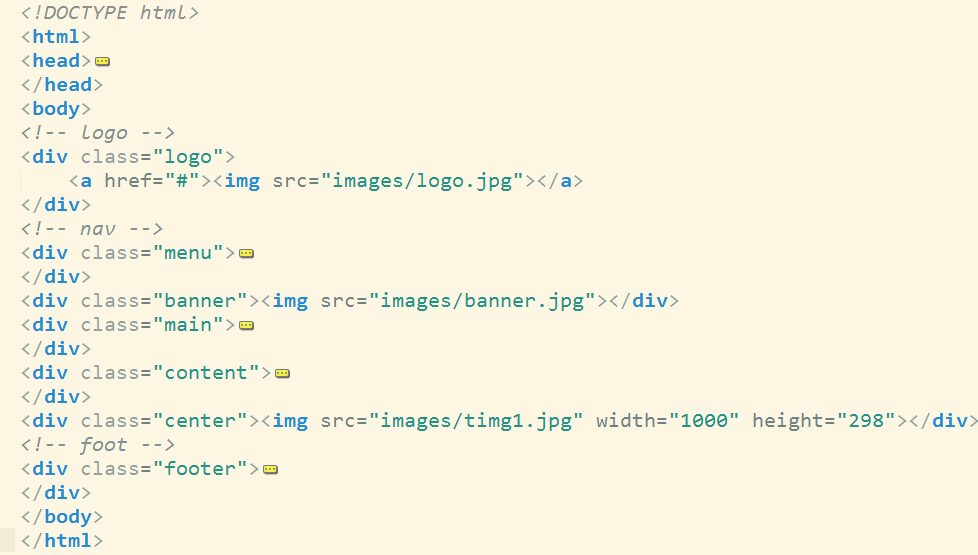 <!DOCTYPE html>
<html>
<head>
</head>
<body>
<!-- logo -->
<div class="logo">
    <a href="#"><img src="images/logo.jpg"></a>
</div>
<!-- nav -->
<div class="menu">
</div>
<div class="banner"><img src="images/banner.jpg"></div>
<div class="main">
</div>
<div class="content">
</div>
<div class="center"><img src="images/timg1.jpg" width="1000" height="298"></div>
<!-- foot -->
<div class="footer">
</div>
</body>
</html>